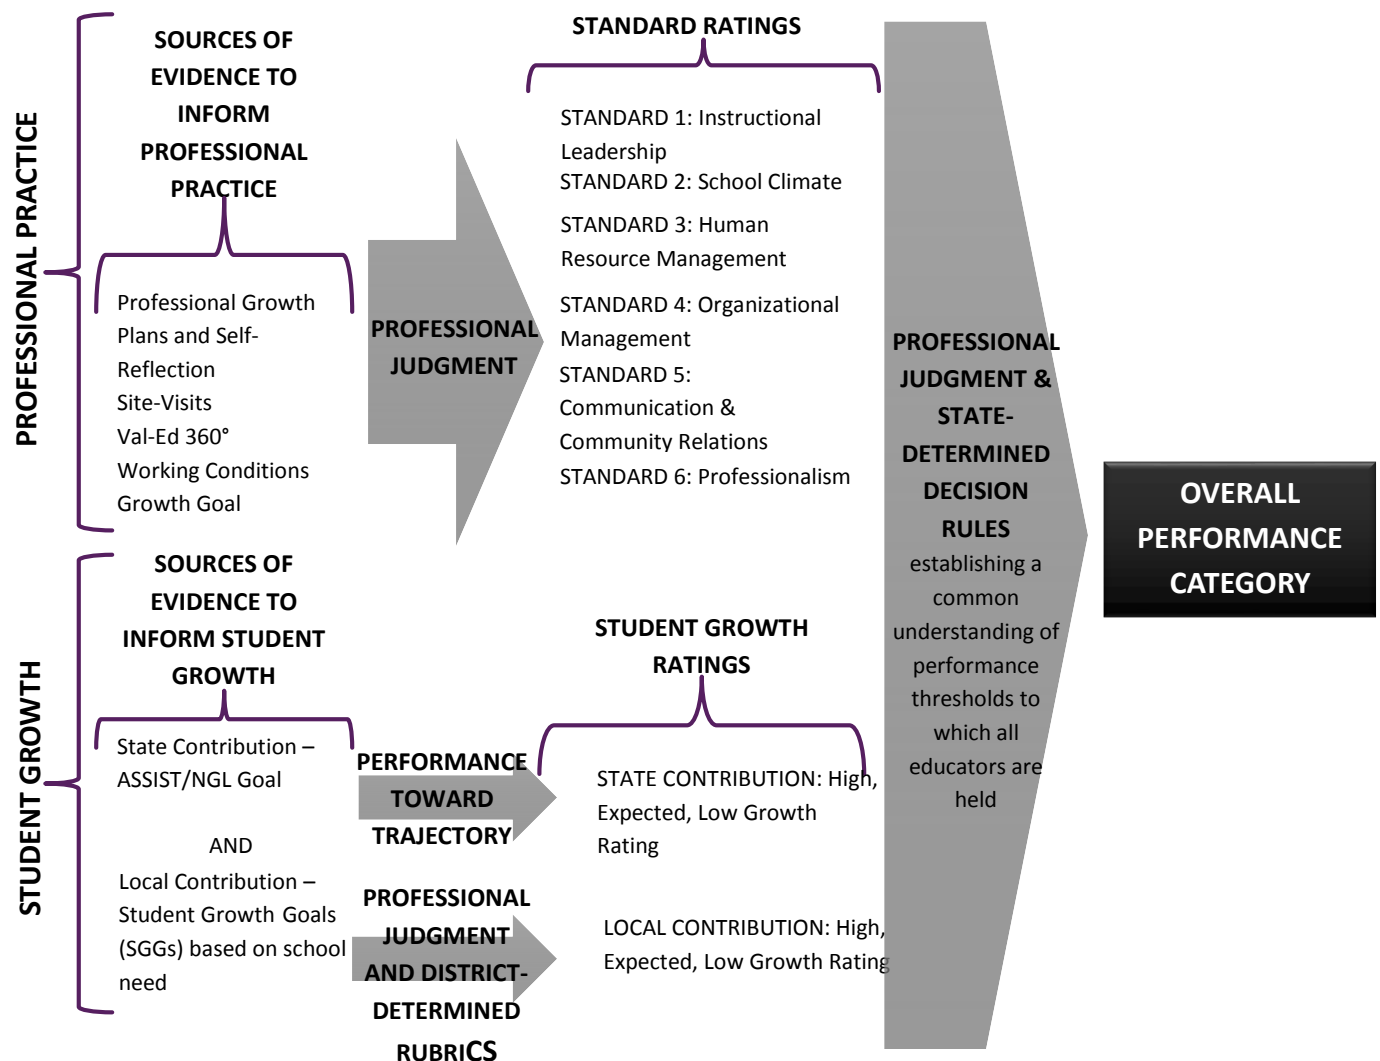 PROFESSIONAL PRACTICE
SOURCES OF
EVIDENCE TO
INFORM
PROFESSIONAL
PRACTICE
Professional Growth
Plans and Self-
Reflection
Site-Visits
Val-Ed 360°
Working Conditions
Growth Goal
PROFESSIONAL
JUDGMENT
STANDARD RATINGS
STANDARD 1: Instructional
Leadership
STANDARD 2: School Climate
STANDARD 3: Human
Resource Management
STANDARD 4: Organizational
Management
STANDARD 5:
Communication &
Community Relations
STANDARD 6: Professionalism
STUDENT GROWTH
SOURCES OF
EVIDENCE TO
INFORM STUDENT
GROWTH
State Contribution –
ASSIST/NGL Goal
AND
Local Contribution –
Student Growth Goals
(SGGs) based on school
need
PERFORMANCE
TOWARD
TRAJECTORY
PROFESSIONAL
JUDGMENT
AND DISTRICT-
DETERMINED
RUBRICS
STUDENT GROWTH
RATINGS
STATE CONTRIBUTION: High,
Expected, Low Growth
Rating
LOCAL CONTRIBUTION: High,
Expected, Low Growth Rating
PROFESSIONAL
JUDGMENT &
STATE-
DETERMINED
DECISION
RULES
establishing a
common
understanding of
performance
thresholds to
which all
educators are
held
OVERALL
PERFORMANCE
CATEGORY